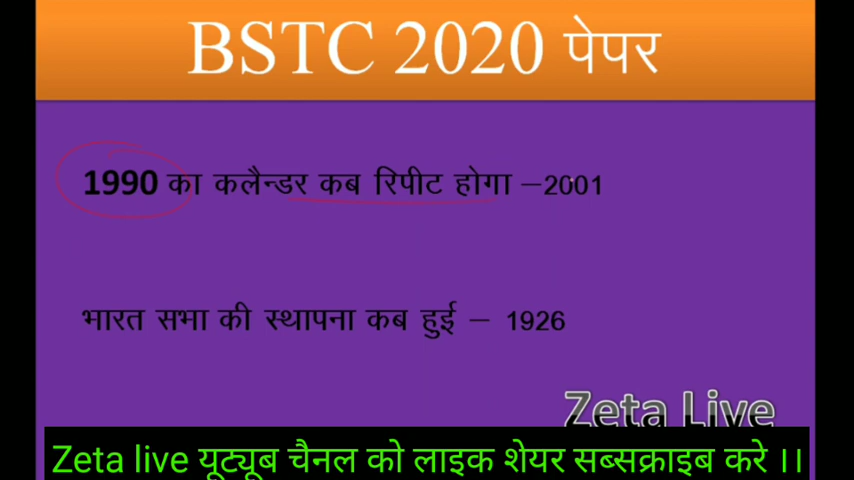 BSTC 2020 पेपर
1990 का कलैन्डर कब रिपीट होगा –2001
भारत सभा की स्थापना कब हुई – 1926
Zeta Live
Zeta live यूट्यूब चैनल को लाइक शेयर सब्सक्राइब करे ।।